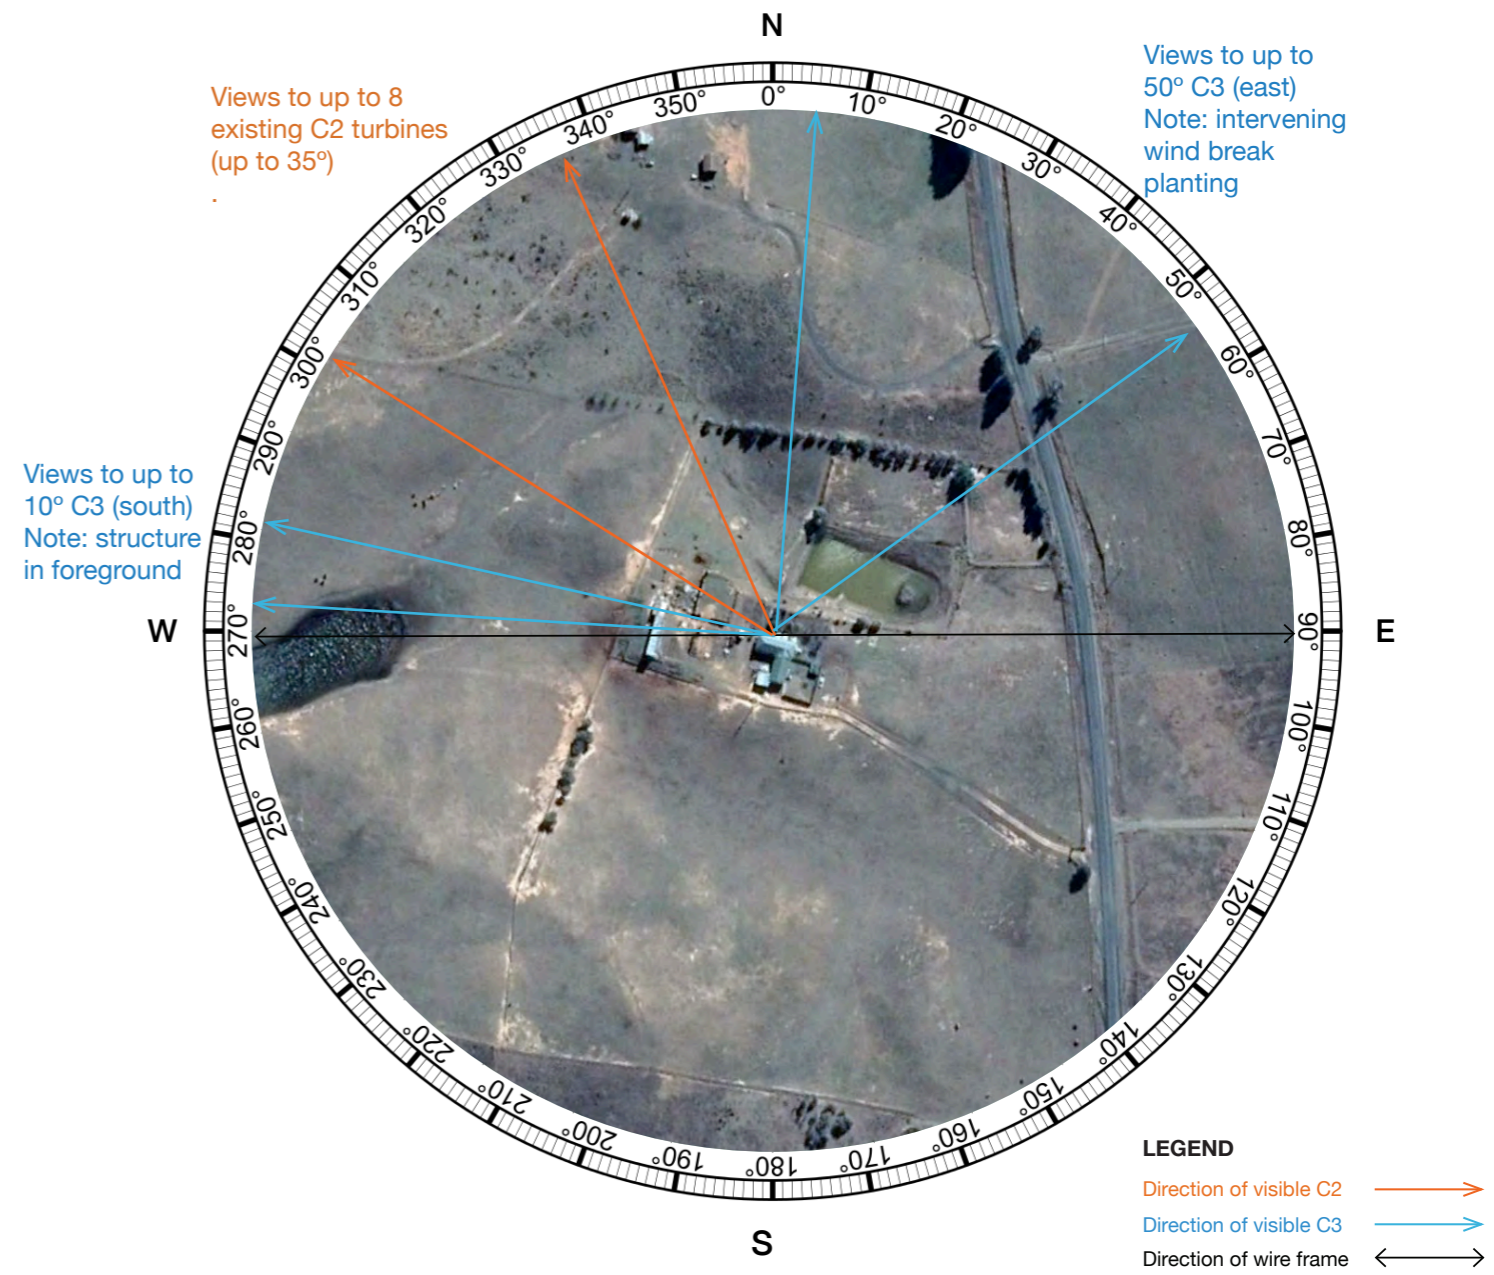 N
Views to up to 8
existing C2 turbines
(up to 35º)
.
Views to up to
50º C3 (east)
Note: intervening
wind break
planting
0°
10°
20°
30°
40°
50°
60°
70°
80°
90°
E
100°
110°
120°
130°
140°
150°
160°
170°
180°
S
190°
200°
210°
220°
230°
240°
250°
260°
270°
W
280°
290°
300°
310°
320°
330°
340°
350°
Views to up to
10º C3 (south)
Note: structure
in foreground
LEGEND
Direction of visible C2
Direction of visible C3
Direction of wire frame